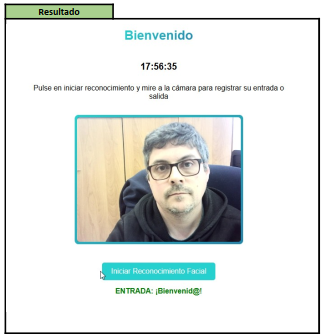 Resultado
Bienvenido
17:56:35
Pulse en iniciar reconocimiento y mire a la cámara para registrar su entrada o
salida
Iniciar Reconocimiento Facial
ENTRADA: ¡Bienvenid@!